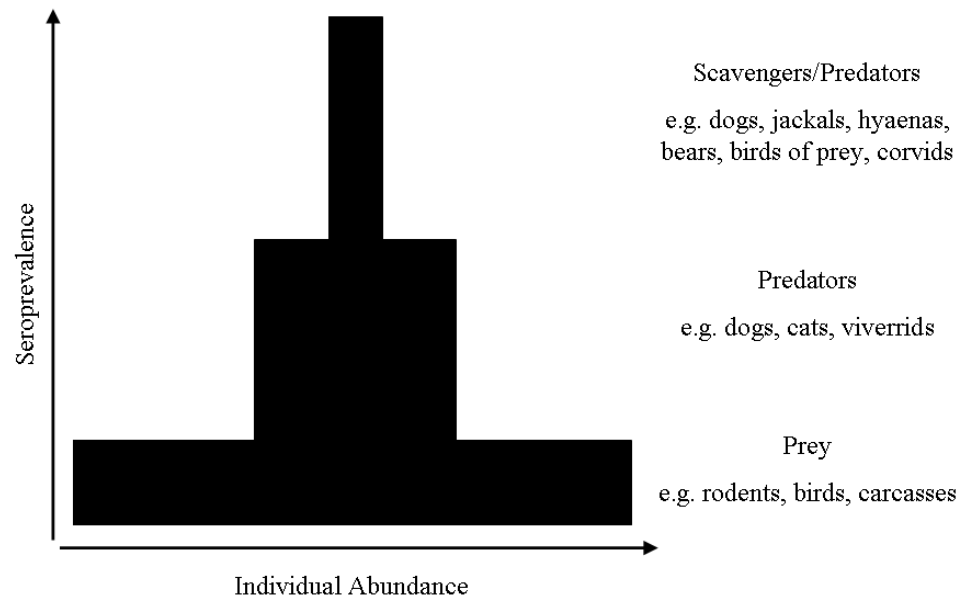 Scavengers/Predators
e.g. dogs, jackals, hyaenas,
bears, birds of prey, corvids
Predators
e.g. dogs, cats, viverrids
Prey
e.g. rodents, birds, carcasses
Seroprevalence
Individual Abundance